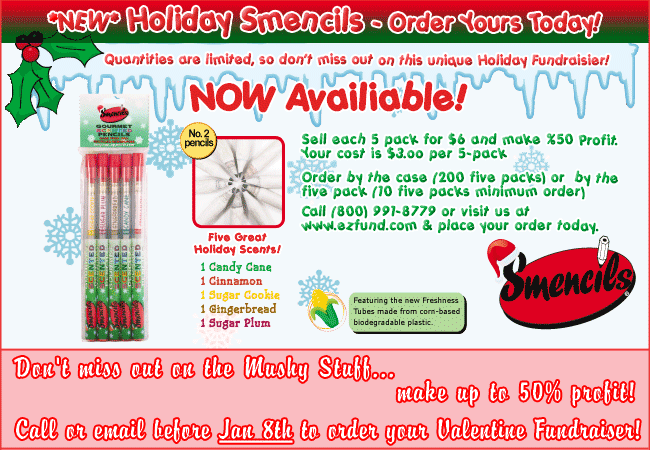 *NEW* Holiday Smencils - Order Yours Today!
Quantities are limited, so don't miss out on this unique Holiday Fundraisier!
NOW Availiable!
Smencils
GOURMET
SCENTED
PENCILS
No. 2
pencils
Sell each 5 pack for $6 and make %50 Profit.
Your cost is $3.00 per 5-pack
Order by the case (200 five packs) or by the
five pack (10 five packs minimum order)
Call (800) 991-8779 or visit us at
www.ezfund.com & place your order today.
Five Great
Holiday Scents!
1 Candy Cane
1 Cinnamon
1 Sugar Cookie
1 Gingerbread
1 Sugar Plum
Featuring the new Freshness
Tubes made from corn-based
biodegradable plastic.
Smencils
Don't miss out on the Mushy Stuff...
make up to 50% profit!
Call or email before Jan 8th to order your Valentine Fundraiser!